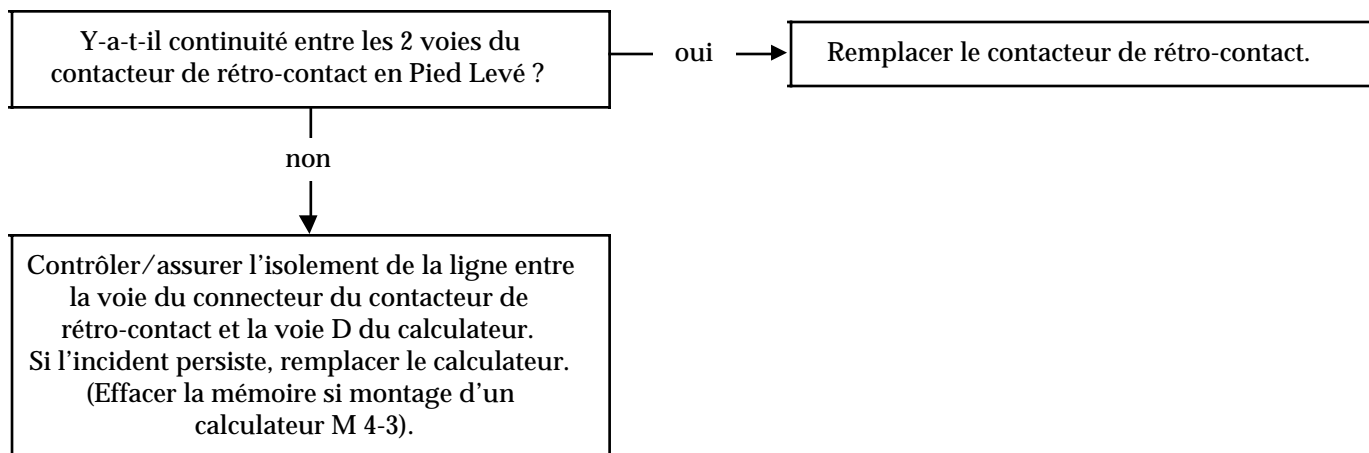 Y-a-t-il continuité entre les 2 voies du
contacteur de rétro-contact en Pied Levé ?
oui
Remplacer le contacteur de rétro-contact.
non
Contrôler/assurer l’isolement de la ligne entre
la voie du connecteur du contacteur de
rétro-contact et la voie D du calculateur.
Si l’incident persiste, remplacer le calculateur.
(Effacer la mémoire si montage d’un
calculateur M 4-3).